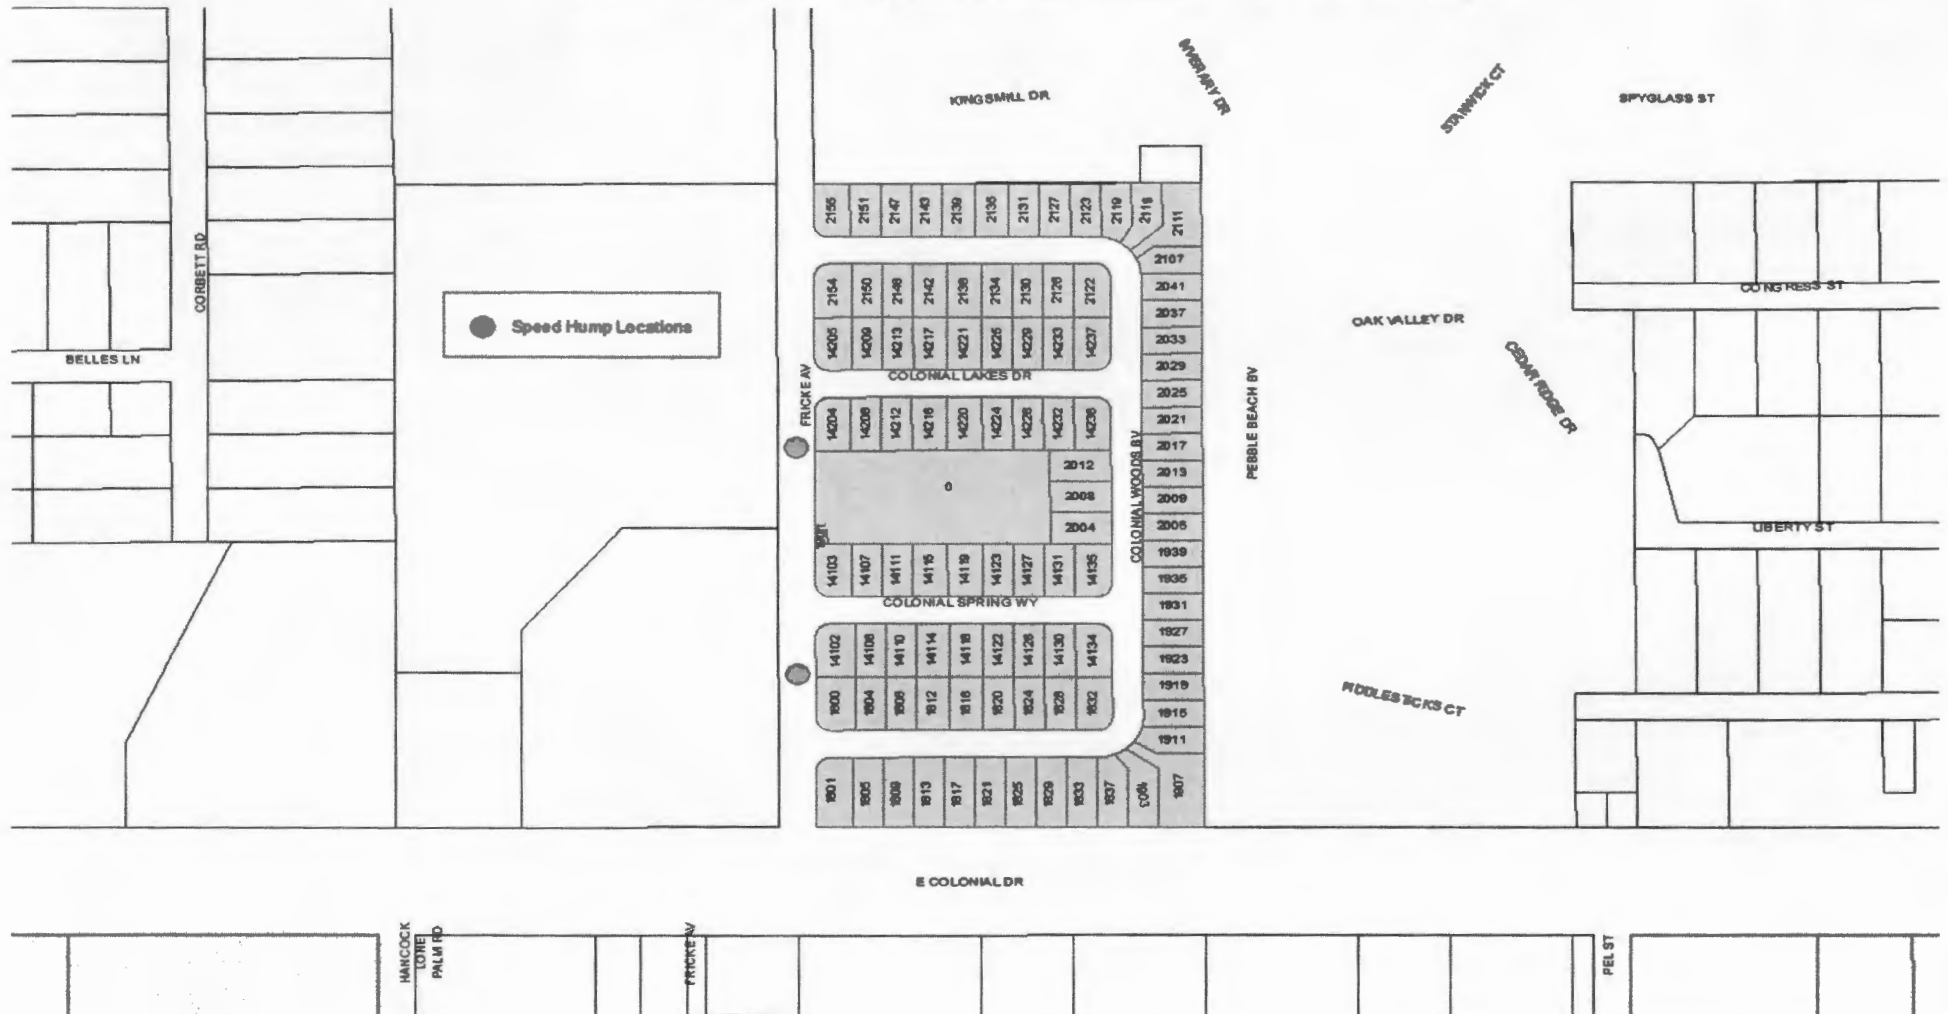 KINGSMILL DR
INVERARY DR
STANWICK CT
SPYGLASS ST
2155 2151 2147 2143 2139 2135 2131 2127 2123 2119 2115 2111
2107
CORBETT RD
2154 2150 2146 2142 2138 2134 2130 2126 2122
2041
CONGRESS ST
2037
Speed Hump Locations
OAK VALLEY DR
14205 14209 14213 14217 14221 14225 14229 14233 14237
2033
BELLES LN
2029
CEDAR RIDGE DR
COLONIAL LAKES DR
FRICKE AV
2025
PEBBLE BEACH BV
14204 14208 14212 14216 14220 14224 14228 14232 14236
2021
2017
2012
2013
0
2008
COLONIAL WOODS BV
2009
2004
2005
LIBERTY ST
1939
14103 14107 14111 14115 14119 14123 14127 14131 14135
1935
COLONIAL SPRING WY
1931
1927
14102 14106 14110 14114 14118 14122 14126 14130 14134
1923
1919
FIDDLESTICKS CT
1800 1804 1808 1812 1816 1820 1824 1828 1832
1915
1911
1801 1805 1809 1813 1817 1821 1825 1829 1833 1837 1903 1907
E COLONIAL DR
HANCOCK
LONE
PALM RD
FRICKE AV
PEL ST